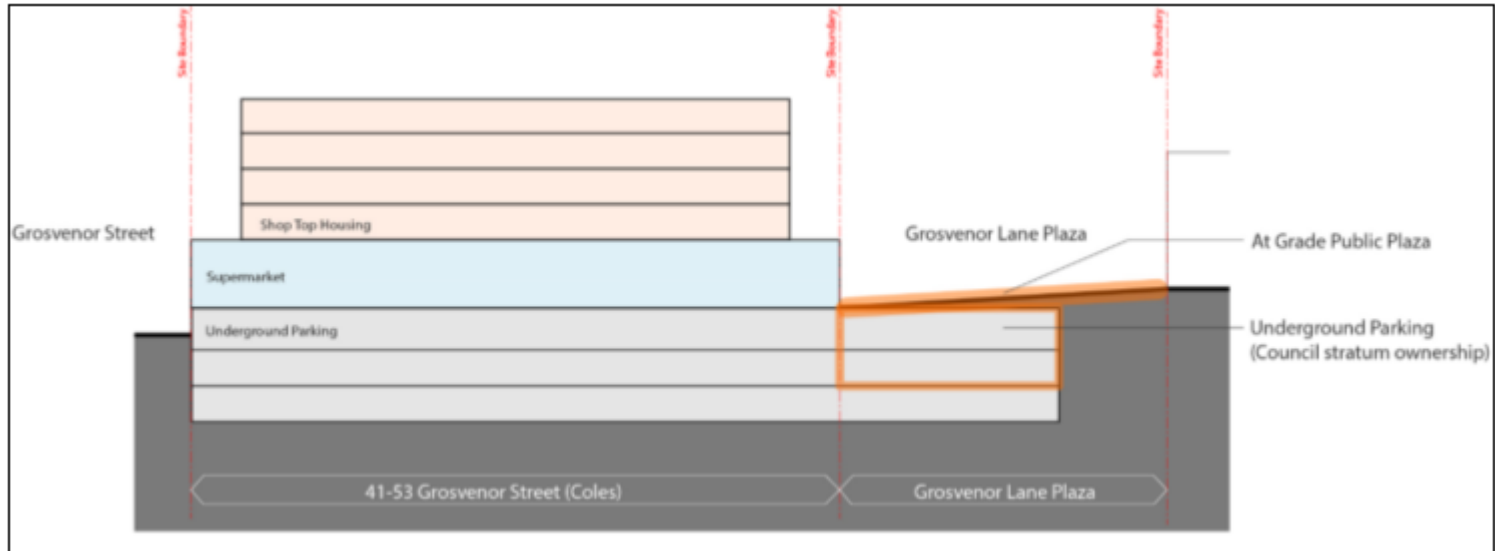 Site Boundary
Site Boundary
Site Boundary
Shop Top Housing
Grosvenor Street
Grosvenor Lane Plaza
At Grade Public Plaza
Supermarket
Underground Parking
Underground Parking
(Council stratum ownership)
41-53 Grosvenor Street (Coles)
Grosvenor Lane Plaza